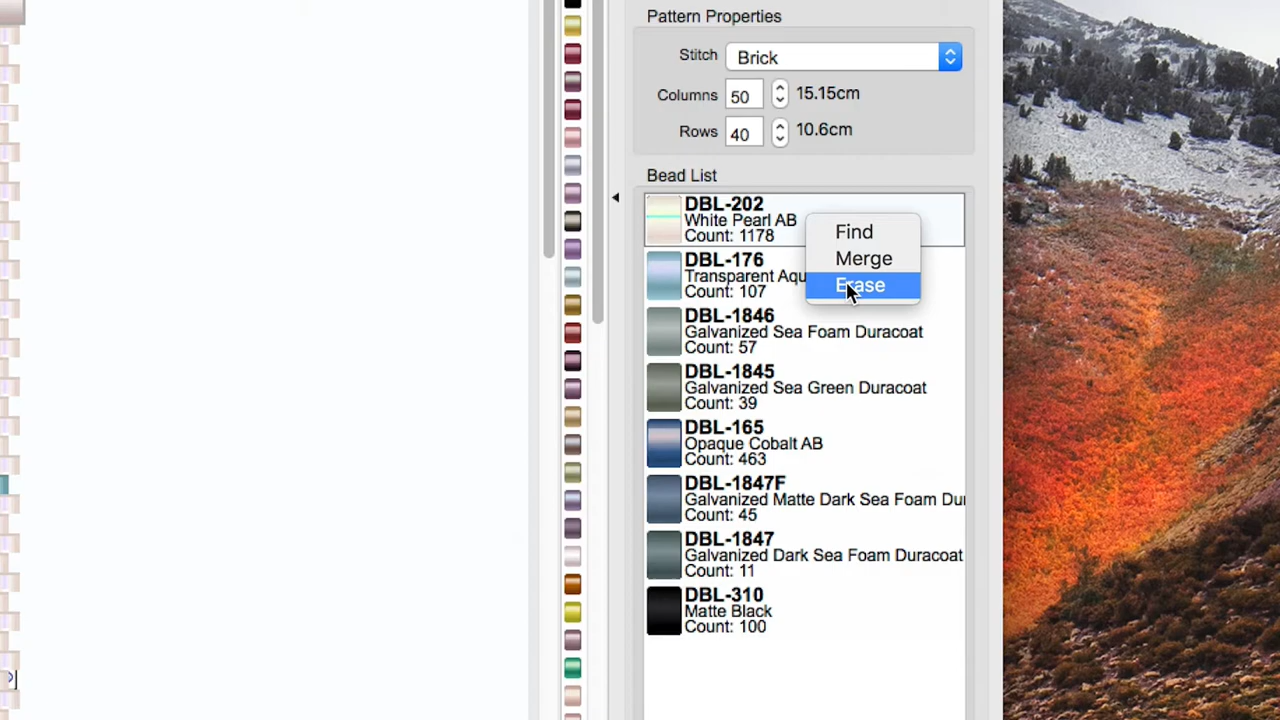 Pattern Properties
Stitch Brick
Columns 50 15.15cm
Rows 40 10.6cm
Bead List
DBL-202
White Pearl AB
Count: 1178
Find
Merge
Erase
DBL-176
Transparent Aqu
Count: 107
DBL-1846
Galvanized Sea Foam Duracoat
Count: 57
DBL-1845
Galvanized Sea Green Duracoat
Count: 39
DBL-165
Opaque Cobalt AB
Count: 463
DBL-1847F
Galvanized Matte Dark Sea Foam Du
Count: 45
DBL-1847
Galvanized Dark Sea Foam Duracoat
Count: 11
DBL-310
Matte Black
Count: 100